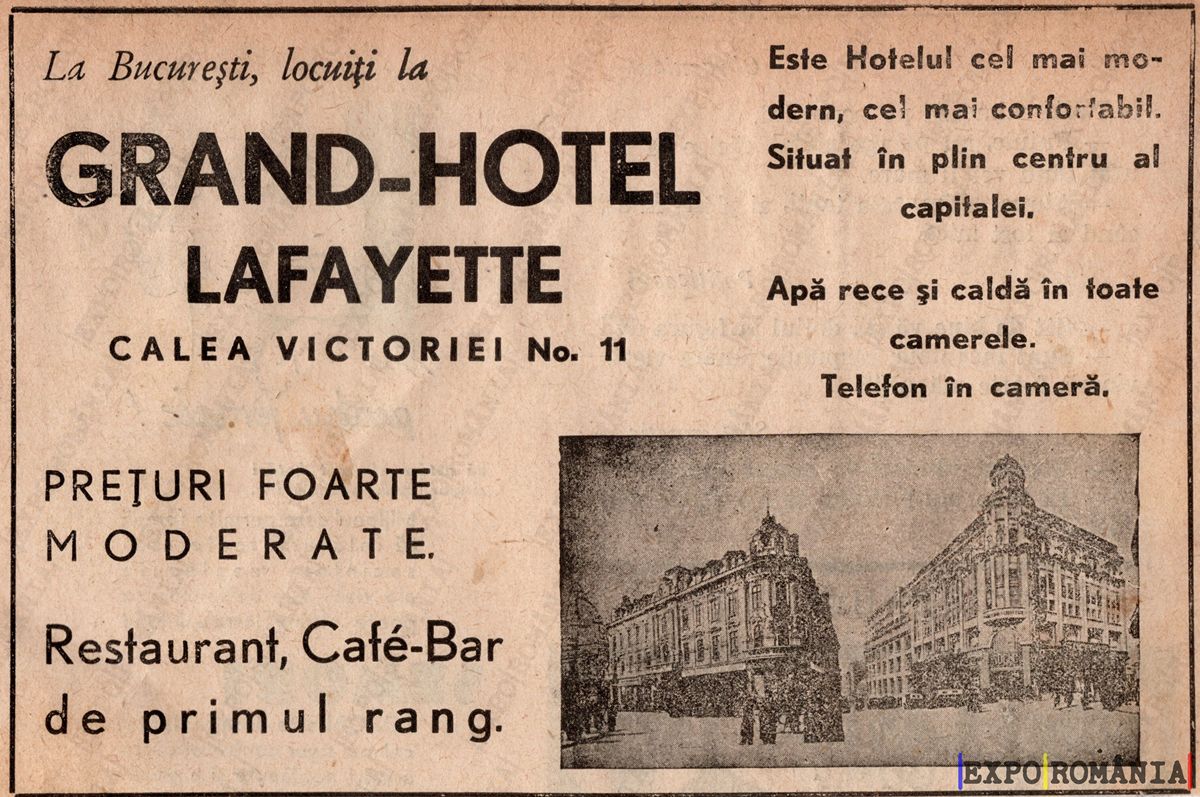 La Bucureşti, locuiţi la
GRAND-HOTEL
LAFAYETTE
CALEA VICTORIEI No. 11
PREŢURI FOARTE
MODERATE.
Restaurant, Café-Bar
de primul rang.
Este Hotelul cel mai mo-
dern, cel mai confortabil.
Situat în plin centru al
capitalei.
Apă rece şi caldă în toate
camerele.
Telefon în cameră.
EXPO ROMÂNIA